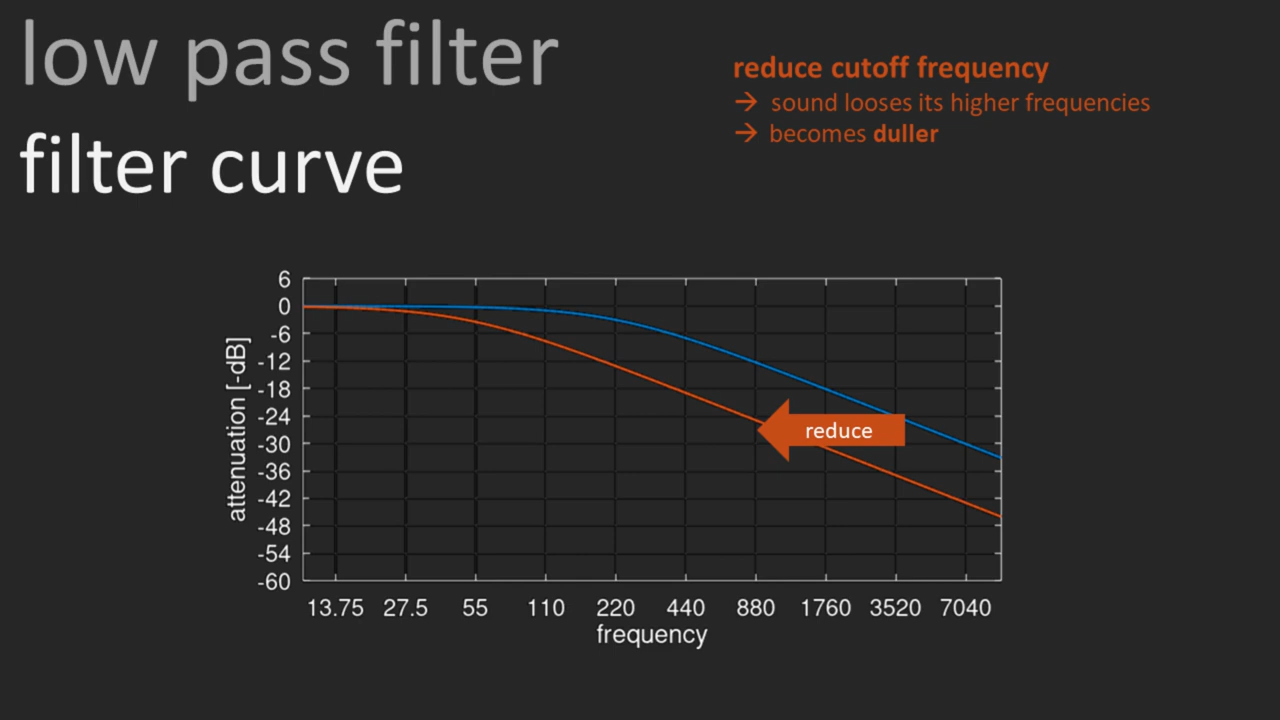 low pass filter
filter curve
reduce cutoff frequency
→ sound looses its higher frequencies
→ becomes duller
6
0
-6
-12
-18
-24
-30
-36
-42
-48
-54
-60
attenuation [-dB]
reduce
13.75 27.5 55 110 220 440 880 1760 3520 7040
frequency